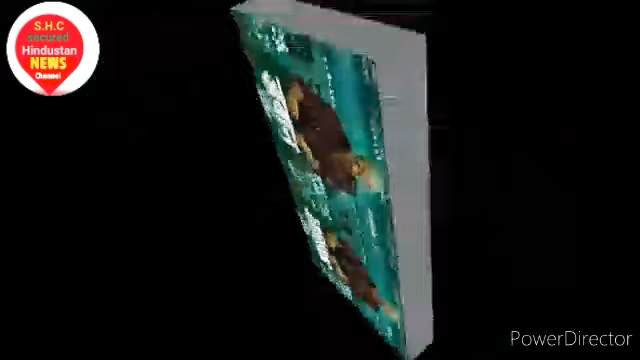 S.H.C
secured
Hindustan
NEWS
Channel
PowerDirector